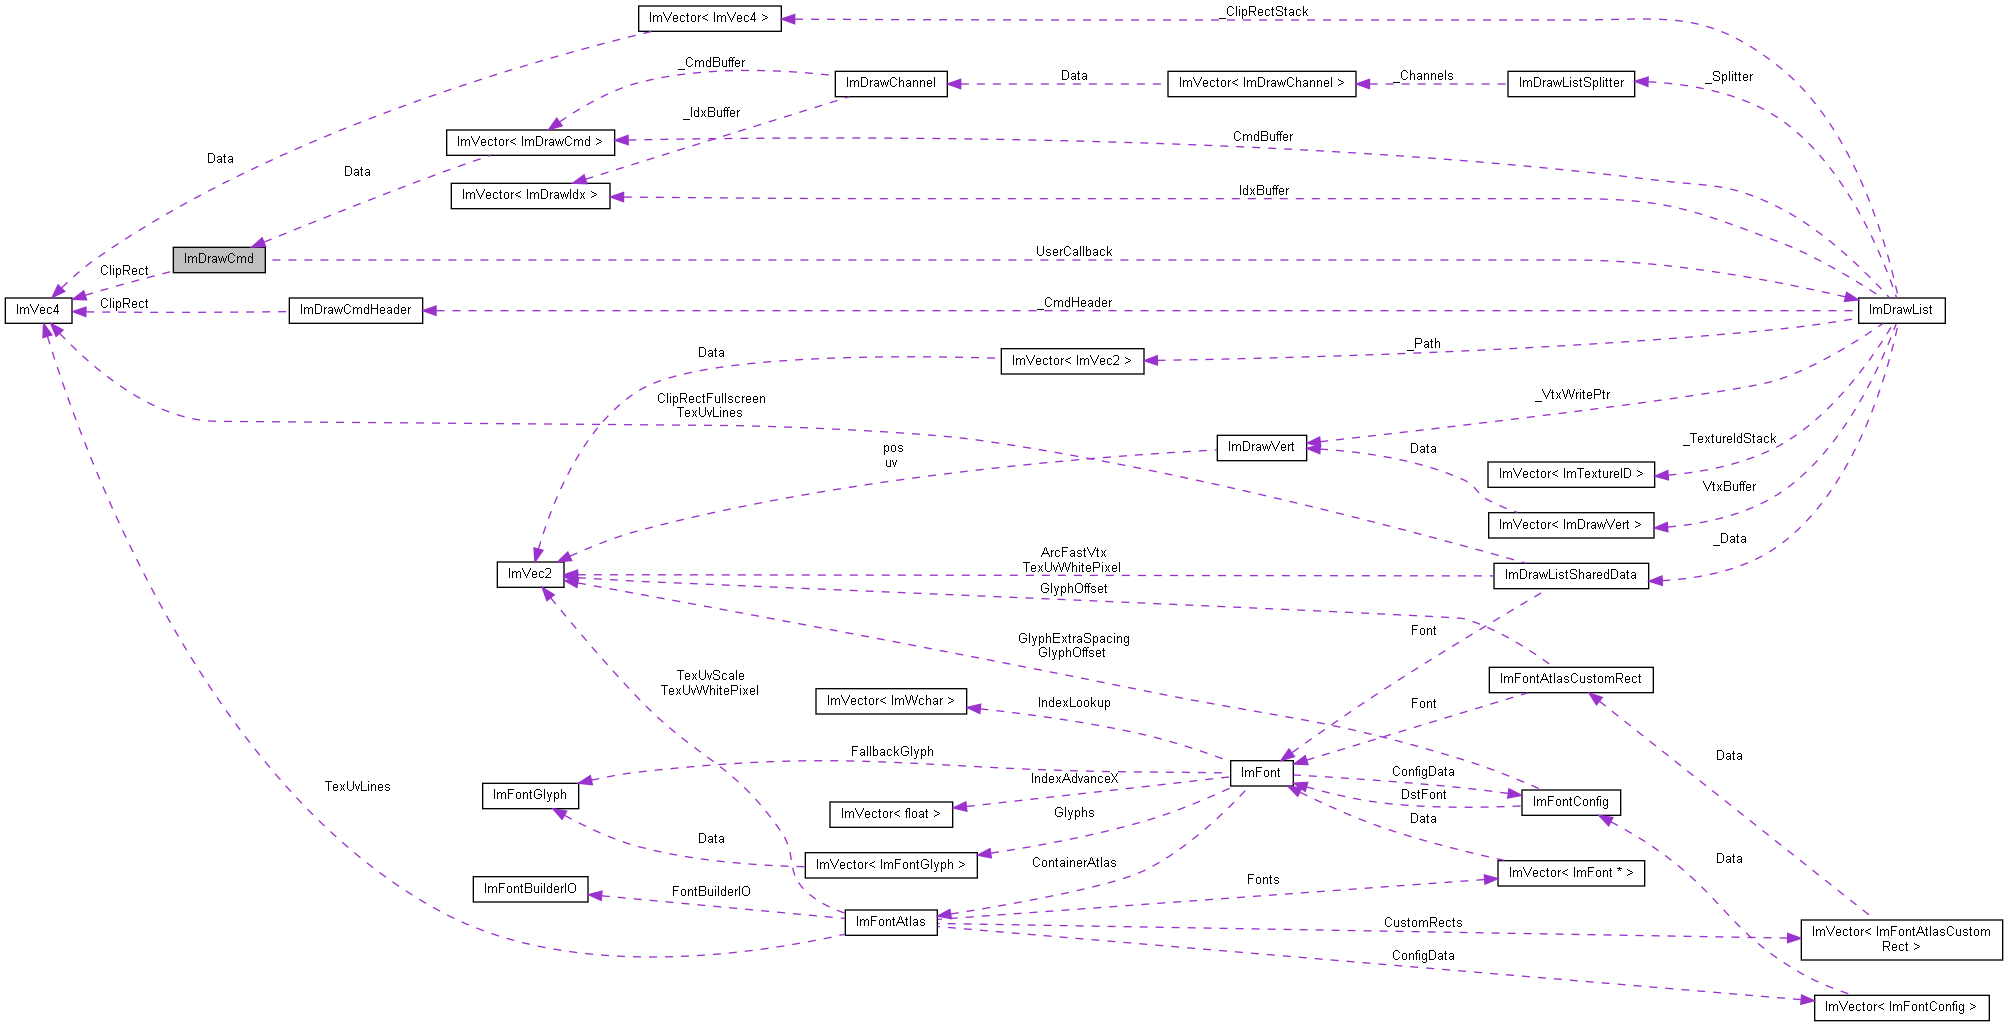 ImVector< ImVec4 >
_ClipRectStack
_CmdBuffer
ImDrawChannel
Data
ImVector< ImDrawChannel >
_Channels
ImDrawListSplitter
_Splitter
_IdxBuffer
ImVector< ImDrawCmd >
CmdBuffer
Data
Data
ImVector< ImDrawIdx >
IdxBuffer
ImDrawCmd
UserCallback
ClipRect
ImVec4
ClipRect
ImDrawCmdHeader
_CmdHeader
ImDrawList
Data
ImVector< ImVec2 >
_Path
ClipRectFullscreen
TexUvLines
_VtxWritePtr
pos
uv
ImDrawVert
Data
_TextureIdStack
ImVector< ImTextureID >
VtxBuffer
ImVector< ImDrawVert >
_Data
ImVec2
ArcFastVtx
TexUvWhitePixel
ImDrawListSharedData
GlyphOffset
Font
GlyphExtraSpacing
GlyphOffset
TexUvScale
TexUvWhitePixel
ImFontAtlasCustomRect
ImVector< ImWchar >
IndexLookup
Font
FallbackGlyph
Data
TexUvLines
ImFontGlyph
IndexAdvanceX
ImFont
ConfigData
DstFont
ImFontConfig
ImVector< float >
Glyphs
Data
Data
ImVector< ImFontGlyph >
ContainerAtlas
ImVector< ImFont * >
Data
ImFontBuilderIO
FontBuilderIO
Fonts
ImFontAtlas
CustomRects
ImVector< ImFontAtlasCustom
Rect >
ConfigData
ImVector< ImFontConfig >